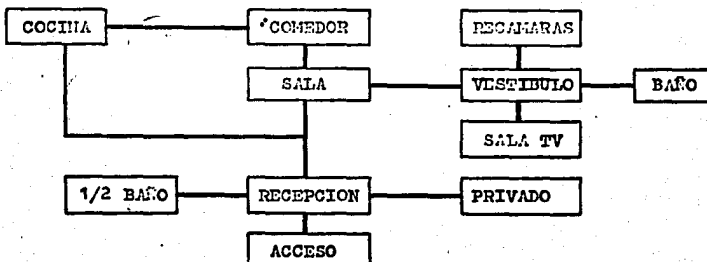 COCINA COMEDOR RECAMARAS
SALA VESTIBULO BAÑO
SALA TV
1/2 BAÑO RECEPCION PRIVADO
ACCESO